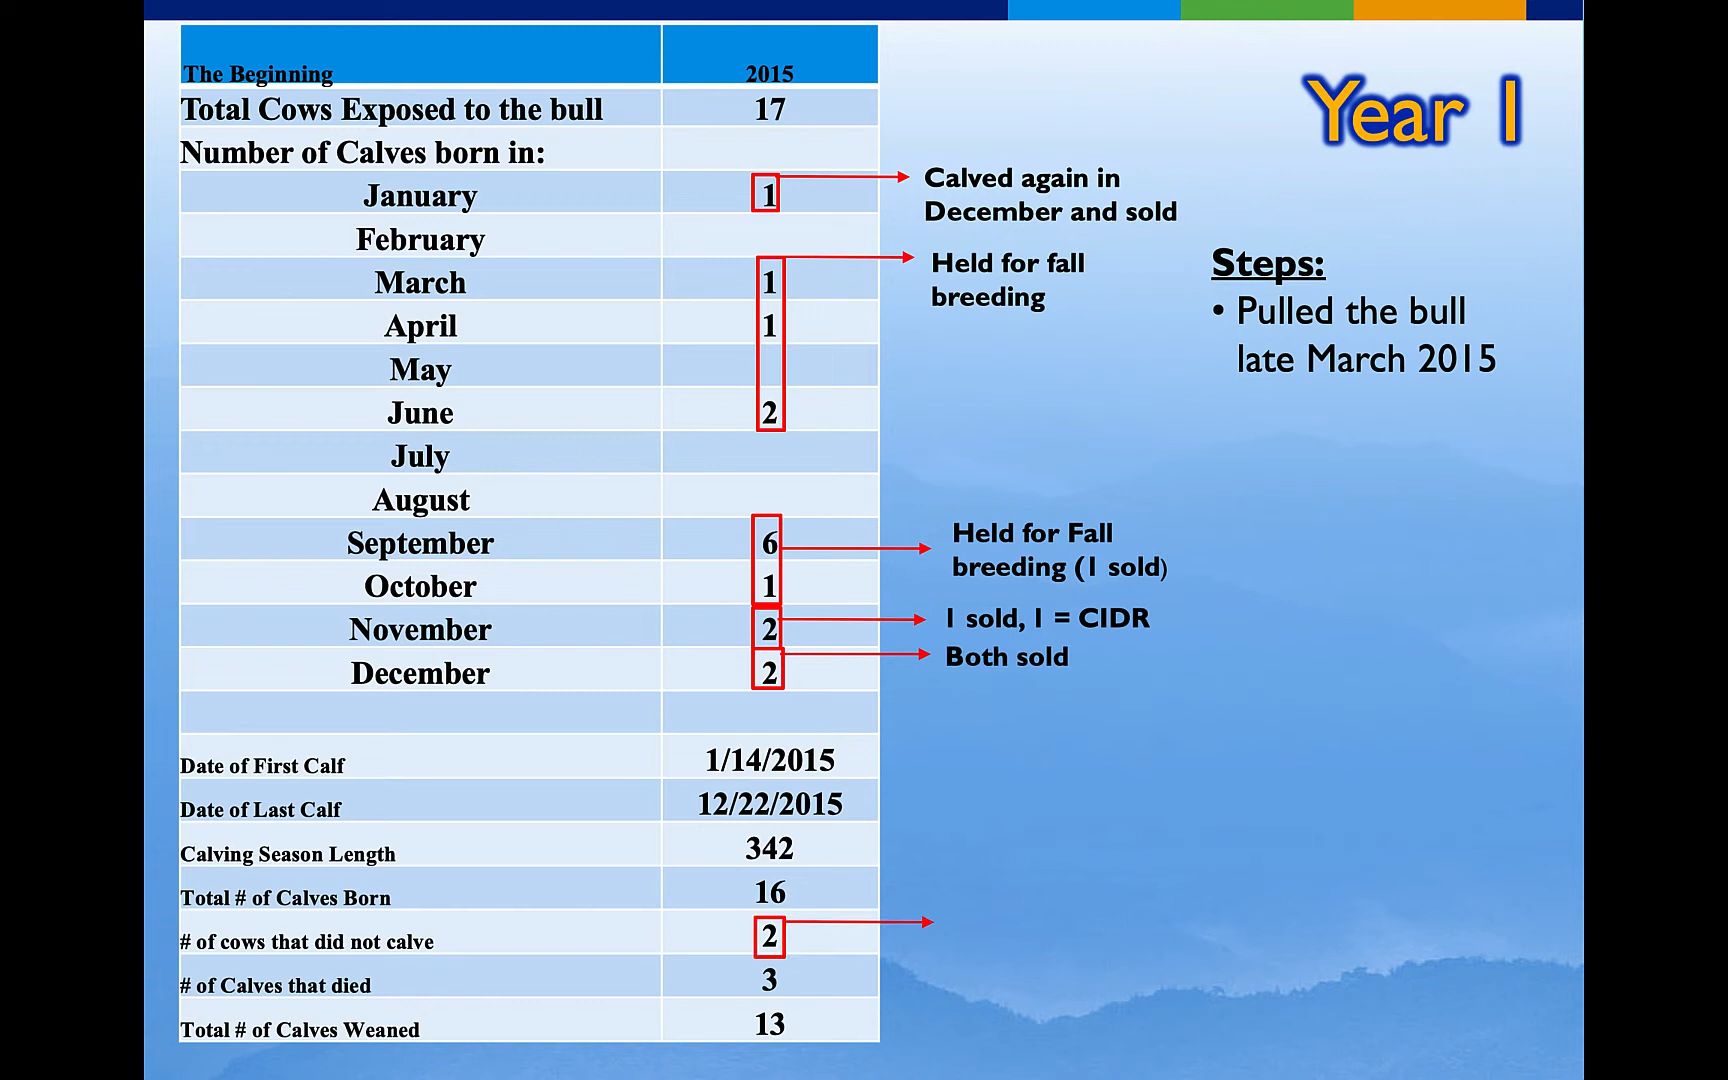 The Beginning 2015
Total Cows Exposed to the bull 17
Number of Calves born in:
January 1
February
March 1
April 1
May
June 2
July
August
September 6
October 1
November 2
December 2
Date of First Calf 1/14/2015
Date of Last Calf 12/22/2015
Calving Season Length 342
Total # of Calves Born 16
# of cows that did not calve 2
# of Calves that died 3
Total # of Calves Weaned 13
Calved again in
December and sold
Held for fall
breeding
Held for Fall
breeding (1 sold)
1 sold, 1 = CIDR
Both sold
Year 1
Steps:
• Pulled the bull
late March 2015